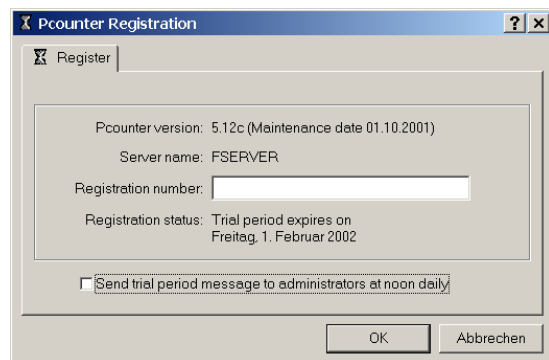 Pcounter Registration
Register
Pcounter version: 5.12c (Maintenance date 01.10.2001)
Server name: FSERVER
Registration number:
Registration status: Trial period expires on
Freitag, 1. Februar 2002
Send trial period message to administrators at noon daily
OK Abbrechen